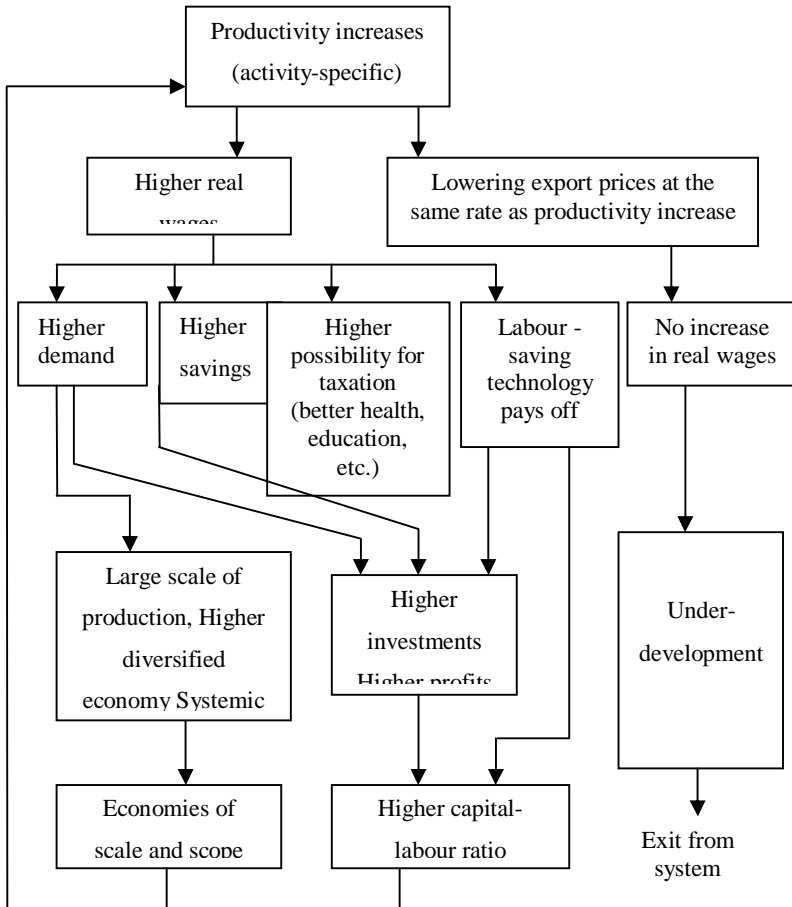 Productivity increases
(activity-specific)
Higher real
wages
Lowering export prices at the
same rate as productivity increase
Higher
demand
Higher
savings
Higher
possibility for
taxation
(better health,
education,
etc.)
Labour -
saving
technology
pays off
No increase
in real wages
Large scale of
production, Higher
diversified
economy Systemic
Higher
investments
Higher profits
Under-
development
Economies of
scale and scope
Higher capital-
labour ratio
Exit from
system